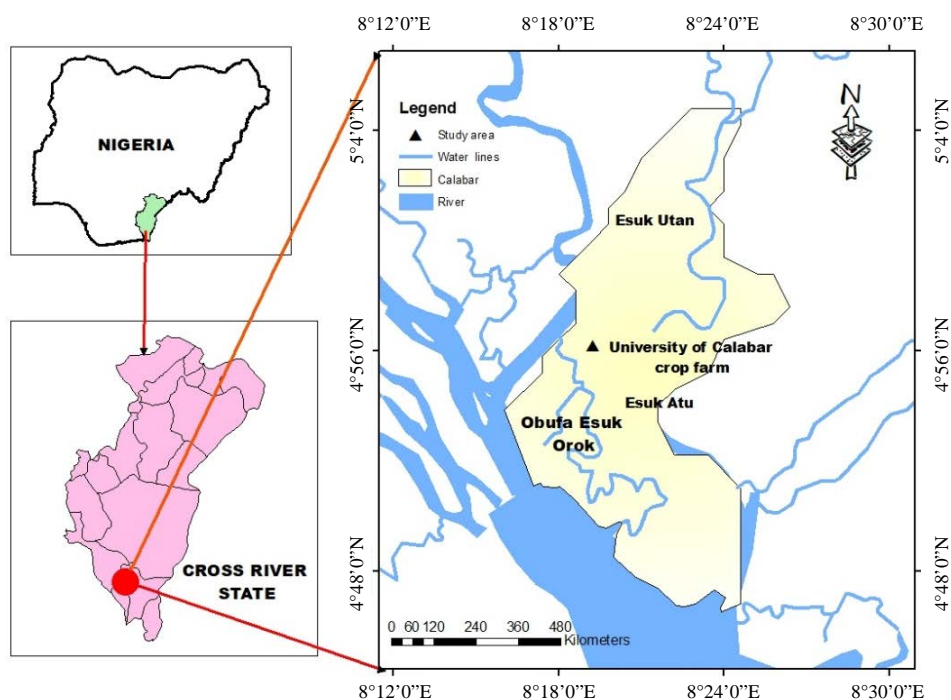 8°12'0”E 8°18'0”E 8°24'0”E 8°30'0”E
NIGERIA
CROSS RIVER
STATE
Legend
Study area
Water lines
Calabar
River
N
5°4’0”N
4°56’0”N
4°48’0”N
Esuk Utan
University of Calabar
crop farm
Esuk Atu
Obufa Esuk
Orok
5°4’0”N
4°56’0”N
4°48’0”N
0 60 120 240 360 480
Kilometers
8°12'0”E 8°18'0”E 8°24'0”E 8°30'0”E